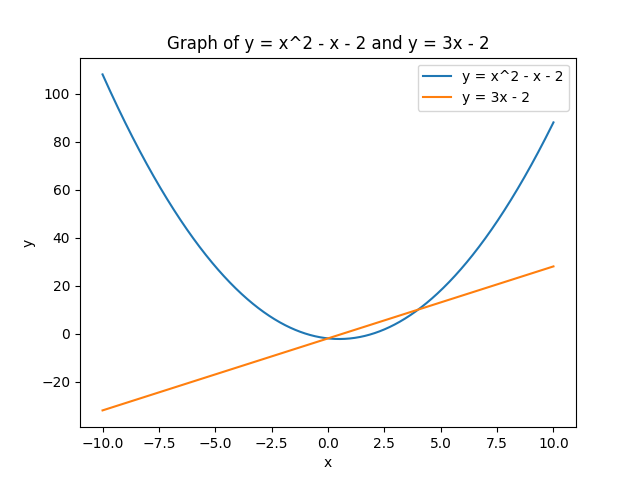 Graph of y = x^2 - x - 2 and y = 3x - 2
y = x^2 - x - 2
y = 3x - 2
100
80
60
40
20
0
−20
y
−10.0 −7.5 −5.0 −2.5 0.0 2.5 5.0 7.5 10.0
x